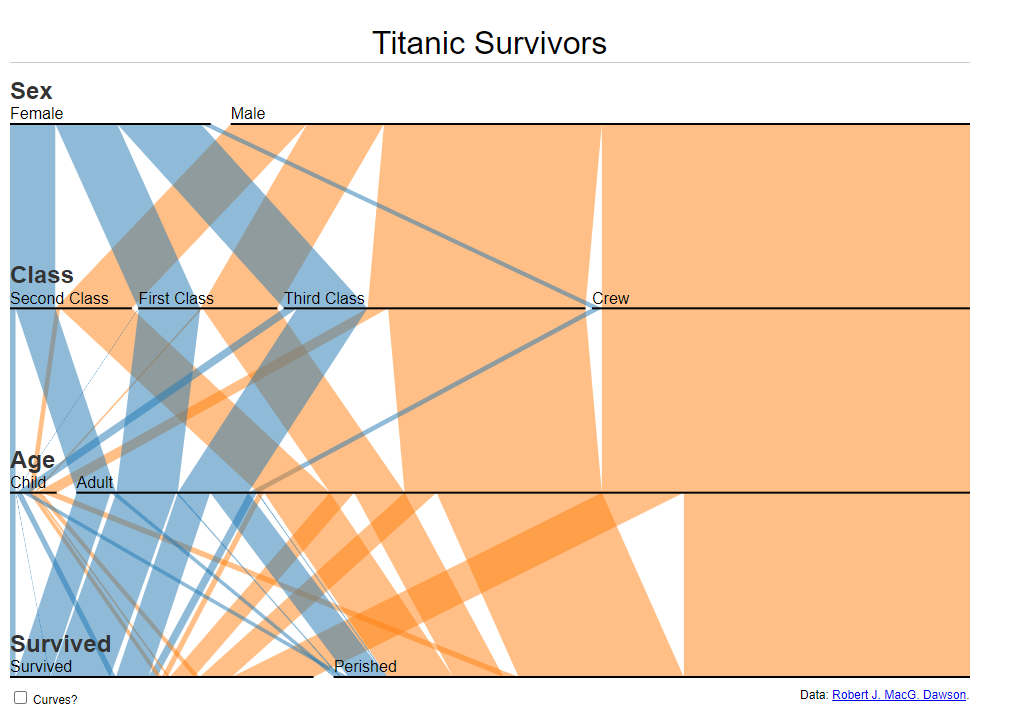 Titanic Survivors
Sex
Female Male
Class
Second Class First Class Third Class Crew
Age
Child Adult
Survived
Survived Perished
Curves? Data: Robert J. MacG. Dawson.